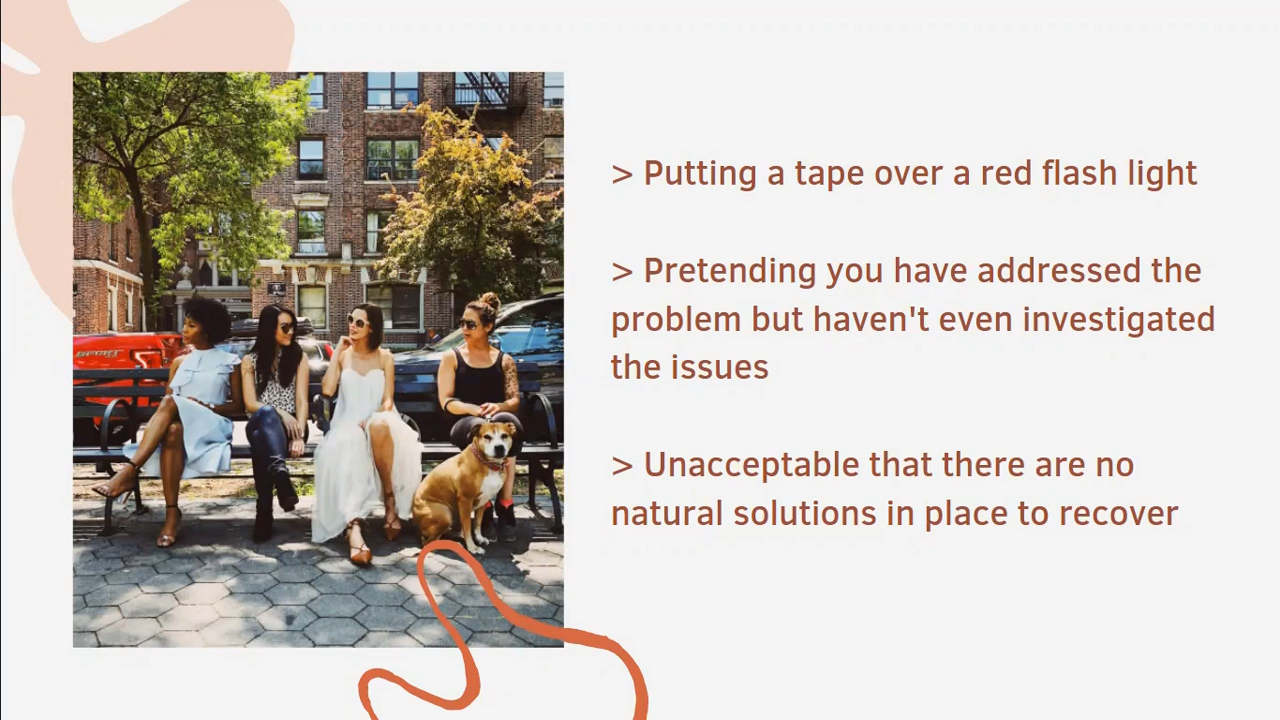 > Putting a tape over a red flash light
> Pretending you have addressed the
problem but haven't even investigated
the issues
> Unacceptable that there are no
natural solutions in place to recover